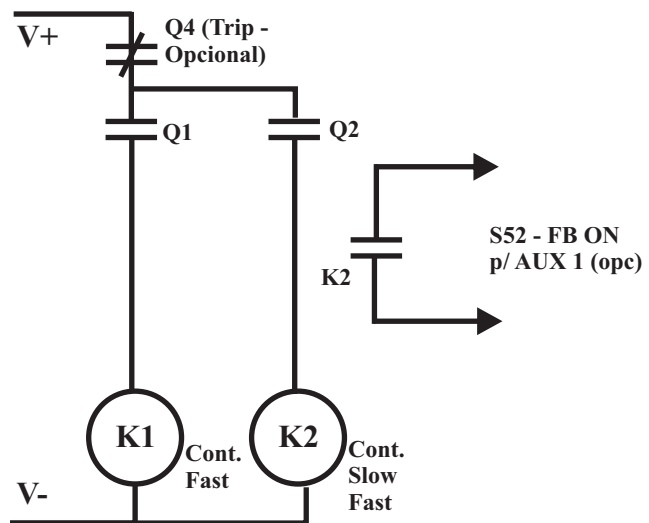 V+
Q4 (Trip -
Opcional)
Q1
Q2
S52 - FB ON
p/ AUX 1 (opc)
K2
K1
Cont.
Fast
K2
Cont.
Slow
Fast
V-